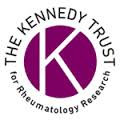 THE KENNEDY TRUST
K
for Rheumatology Research